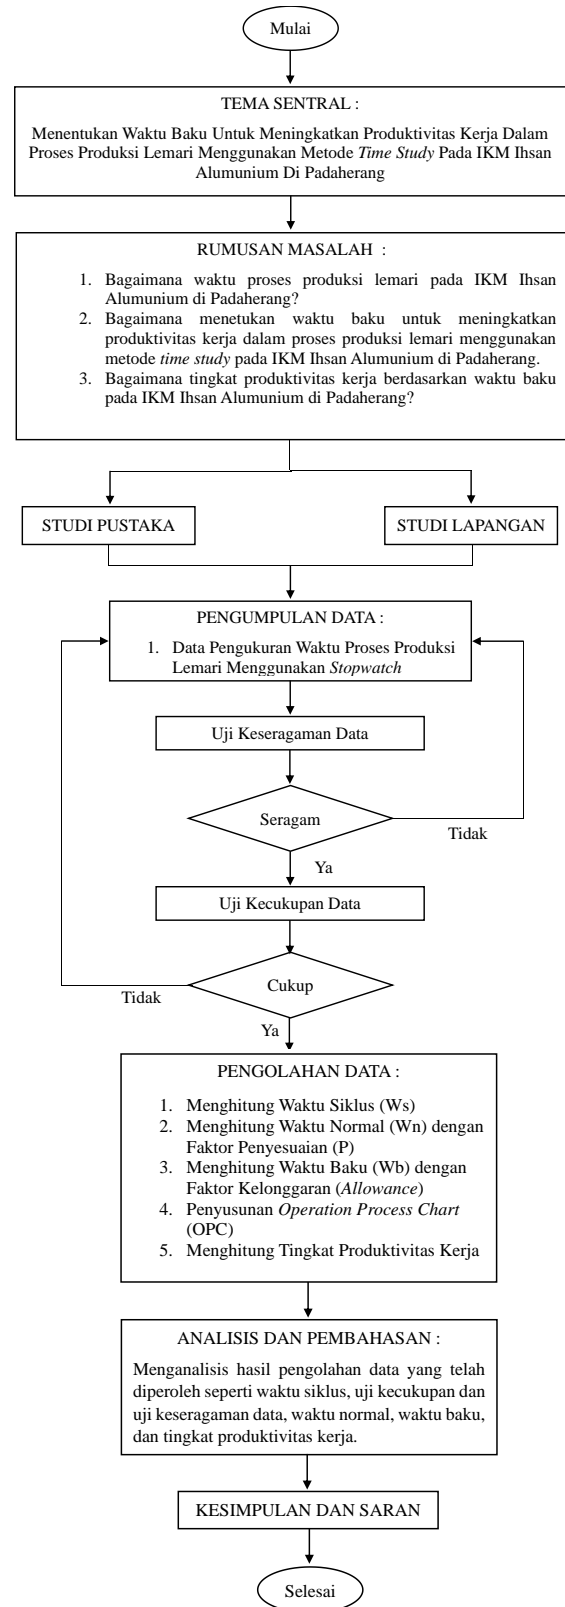 Mulai
TEMA SENTRAL :
Menentukan Waktu Baku Untuk Meningkatkan Produktivitas Kerja Dalam
Proses Produksi Lemari Menggunakan Metode Time Study Pada IKM Ihsan
Alumunium Di Padaherang
RUMUSAN MASALAH :
1. Bagaimana waktu proses produksi lemari pada IKM Ihsan
Alumunium di Padaherang?
2. Bagaimana menetukan waktu baku untuk meningkatkan
produktivitas kerja dalam proses produksi lemari menggunakan
metode time study pada IKM Ihsan Alumunium di Padaherang.
3. Bagaimana tingkat produktivitas kerja berdasarkan waktu baku
pada IKM Ihsan Alumunium di Padaherang?
STUDI PUSTAKA
STUDI LAPANGAN
PENGUMPULAN DATA :
1. Data Pengukuran Waktu Proses Produksi
Lemari Menggunakan Stopwatch
Uji Keseragaman Data
Seragam
Tidak
Ya
Uji Kecukupan Data
Cukup
Tidak
Ya
PENGOLAHAN DATA :
1. Menghitung Waktu Siklus (Ws)
2. Menghitung Waktu Normal (Wn) dengan
Faktor Penyesuaian (P)
3. Menghitung Waktu Baku (Wb) dengan
Faktor Kelonggaran (Allowance)
4. Penyusunan Operation Process Chart
(OPC)
5. Menghitung Tingkat Produktivitas Kerja
ANALISIS DAN PEMBAHASAN :
Menganalisis hasil pengolahan data yang telah
diperoleh seperti waktu siklus, uji kecukupan dan
uji keseragaman data, waktu normal, waktu baku,
dan tingkat produktivitas kerja.
KESIMPULAN DAN SARAN
Selesai